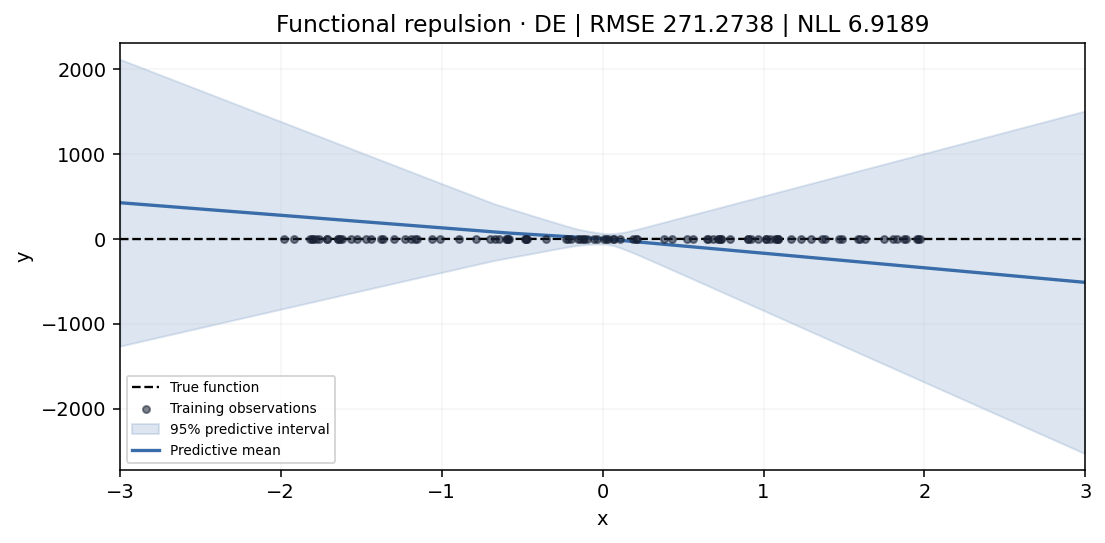 Functional repulsion · DE | RMSE 271.2738 | NLL 6.9189
2000
1000
0
−1000
−2000
y
True function
Training observations
95% predictive interval
Predictive mean
−3 −2 −1 0 1 2 3
x